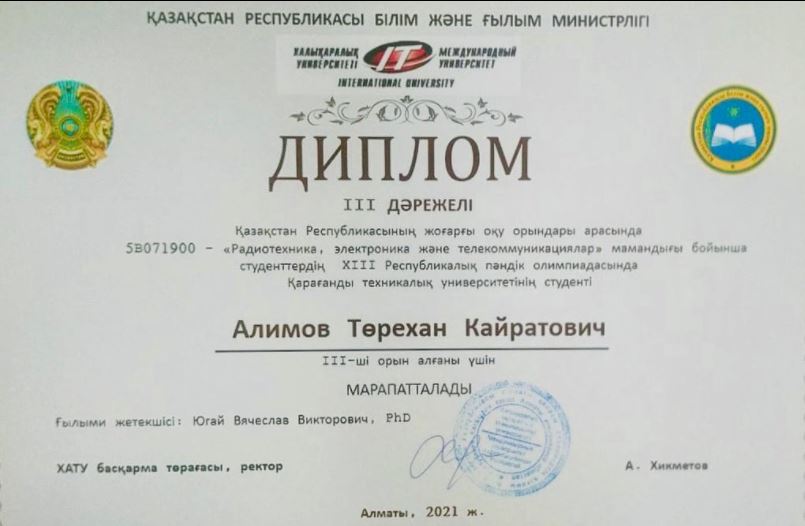 ҚАЗАҚСТАН РЕСПУБЛИКАСЫ БІЛІМ ЖӘНЕ ҒЫЛЫМ МИНИСТРЛІГІ
ХАЛЫҚАРАЛЫҚ УНИВЕРСИТЕТІ
IT
МЕЖДУНАРОДНЫЙ УНИВЕРСИТЕТ
INTERNATIONAL UNIVERSITY
ДИПЛОМ
III ДӘРЕЖЕЛІ
Қазақстан Республикасының жоғарғы оқу орындары арасында
5В071900 – «Радиотехника, электроника және телекоммуникациялар» мамандығы бойынша
студенттердің XIII Республикалық пәндік олимпиадасында
Қарағанды техникалық университетінің студенті
Алимов Төрехан Кайратович
III-ші орын алғаны үшін
МАРАПАТТАЛАДЫ
Ғылыми жетекшісі: Югай Вячеслав Викторович, PhD
ХАТУ басқарма төрағасы, ректор
А. Хикметов
Алматы, 2021 ж.